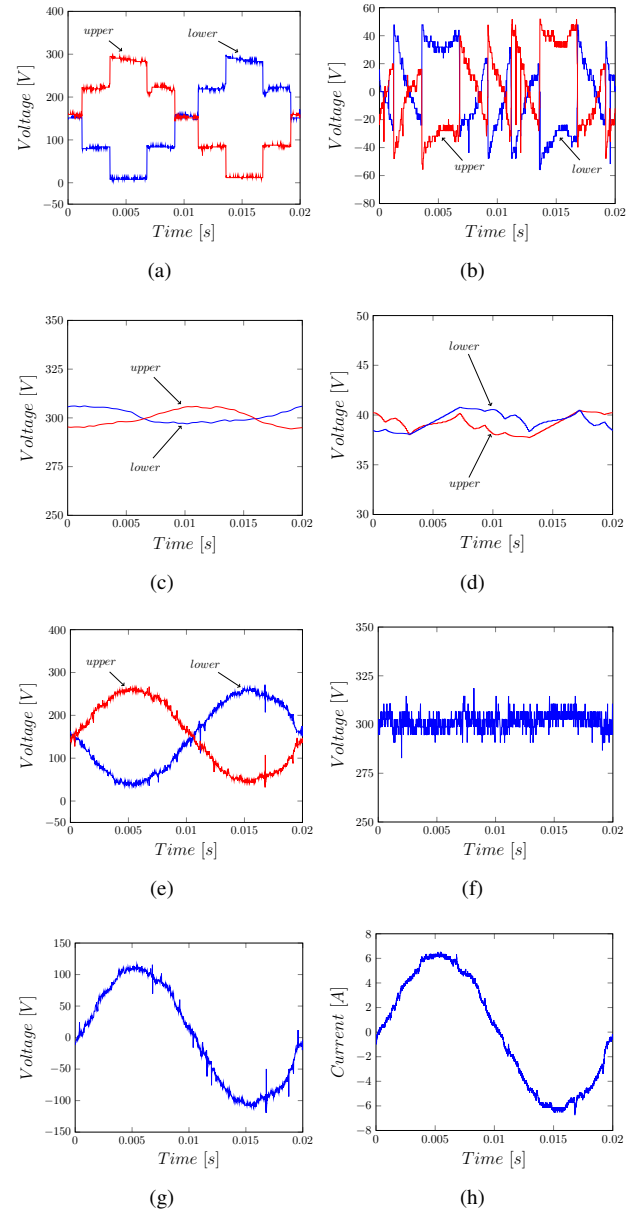 400
300
200
100
0
−50
V oltage [V]
upper
lower
0 0.005 0.01 0.015 0.02
Time [s]
(a)
60
40
20
0
−20
−40
−60
−80
V oltage [V]
upper
lower
0 0.005 0.01 0.015 0.02
Time [s]
(b)
350
325
300
275
250
V oltage [V]
upper
lower
0 0.005 0.01 0.015 0.02
Time [s]
(c)
50
45
40
35
30
V oltage [V]
lower
upper
0 0.005 0.01 0.015 0.02
Time [s]
(d)
400
300
200
100
0
−50
V oltage [V]
upper
lower
0 0.005 0.01 0.015 0.02
Time [s]
(e)
350
325
300
275
250
V oltage [V]
0 0.005 0.01 0.015 0.02
Time [s]
(f)
150
100
50
0
−50
−100
−150
V oltage [V]
0 0.005 0.01 0.015 0.02
Time [s]
(g)
8
6
4
2
0
−2
−4
−6
−8
Current [A]
0 0.005 0.01 0.015 0.02
Time [s]
(h)